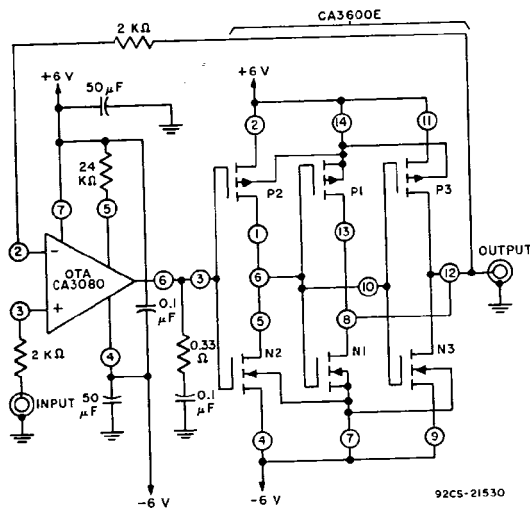 CA3600E
2 KΩ
+6 V
50
μF
+6 V
2
14
11
24
KΩ
P2
P1
P3
7
5
1
13
2
-
OTA
CA3080
6
3
6
10
12
OUTPUT
3
+
0.1
μF
5
8
4
0.33
Ω
N2
N1
N3
2 KΩ
INPUT
50
μF
0.1
μF
4
7
9
-6 V
-6 V
92CS-21530